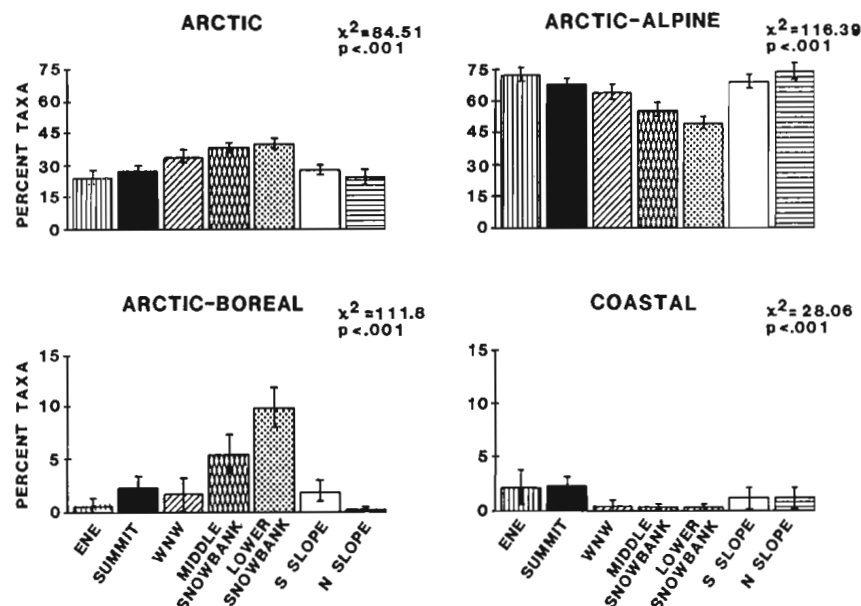 ARCTIC
χ²=84.51
p<.001
PERCENT TAXA
75
60
45
30
15
0
ARCTIC-ALPINE
χ²=116.39
p<.001
75
60
45
30
15
0
ARCTIC-BOREAL
χ²=111.8
p<.001
PERCENT TAXA
15
10
5
0
ENE
SUMMIT
WNW
MIDDLE
SNOWBANK
LOWER
SNOWBANK
S SLOPE
N SLOPE
COASTAL
χ²=28.06
p<.001
15
10
5
0
ENE
SUMMIT
WNW
MIDDLE
SNOWBANK
LOWER
SNOWBANK
S SLOPE
N SLOPE